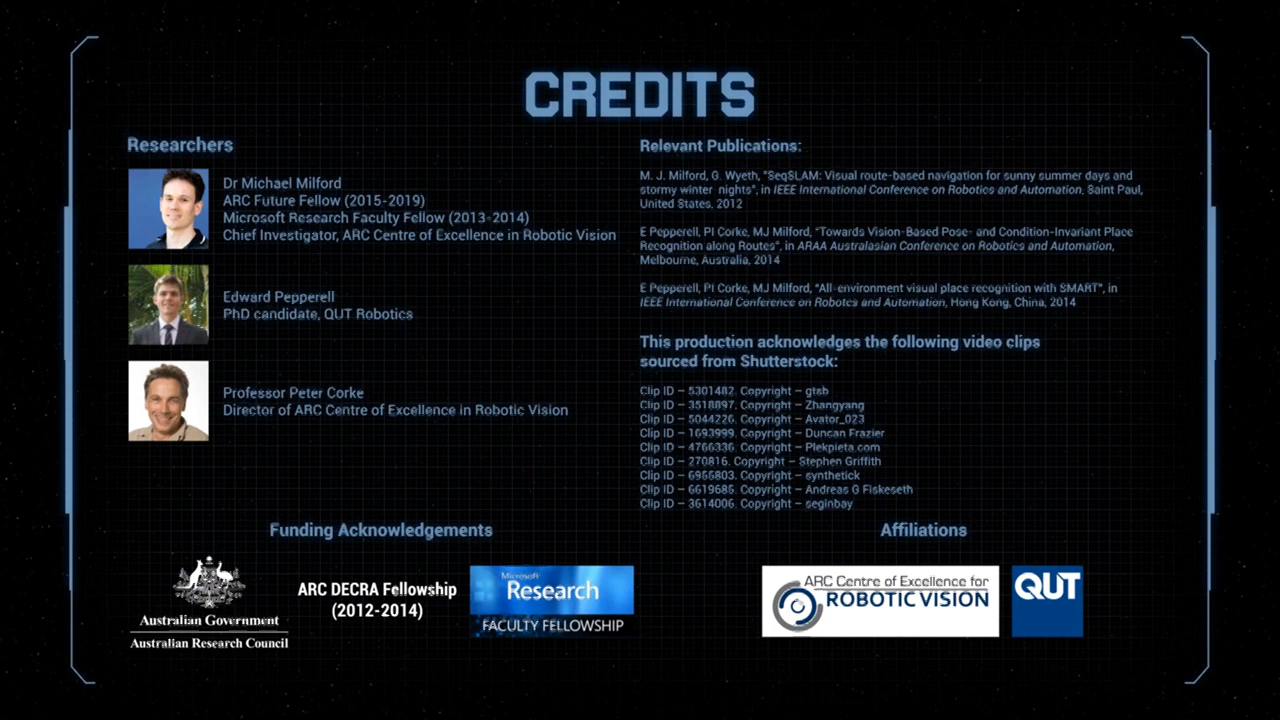 CREDITS
Researchers
Dr Michael Milford
ARC Future Fellow (2015-2019)
Microsoft Research Faculty Fellow (2013-2014)
Chief Investigator, ARC Centre of Excellence in Robotic Vision
Edward Pepperell
PhD candidate, QUT Robotics
Professor Peter Corke
Director of ARC Centre of Excellence in Robotic Vision
Relevant Publications:
M. J. Milford, G. Wyeth, "SeqSLAM: Visual route-based navigation for sunny summer days and
stormy winter nights", in IEEE International Conference on Robotics and Automation, Saint Paul,
United States, 2012
E Pepperell, PI Corke, MJ Milford, "Towards Vision-Based Pose- and Condition-Invariant Place
Recognition along Routes", in ARAA Australasian Conference on Robotics and Automation,
Melbourne, Australia, 2014
E Pepperell, PI Corke, MJ Milford, "All-environment visual place recognition with SMART", in
IEEE International Conference on Robotics and Automation, Hong Kong, China, 2014
This production acknowledges the following video clips
sourced from Shutterstock:
Clip ID – 5301482. Copyright – gtsb
Clip ID – 3518897. Copyright – Zhangyang
Clip ID – 5044226. Copyright – Avator_023
Clip ID – 1693999. Copyright – Duncan Frazier
Clip ID – 4766336. Copyright – Plekpieta.com
Clip ID – 270816. Copyright – Stephen Griffith
Clip ID – 6955803. Copyright – synthetick
Clip ID – 6619685. Copyright – Andreas G Fiskeseth
Clip ID – 3614006. Copyright – seginbay
Funding Acknowledgements
Australian Government
Australian Research Council
ARC DECRA Fellowship
(2012-2014)
Microsoft
Research
FACULTY FELLOWSHIP
Affiliations
ARC Centre of Excellence for
ROBOTIC VISION
QUT